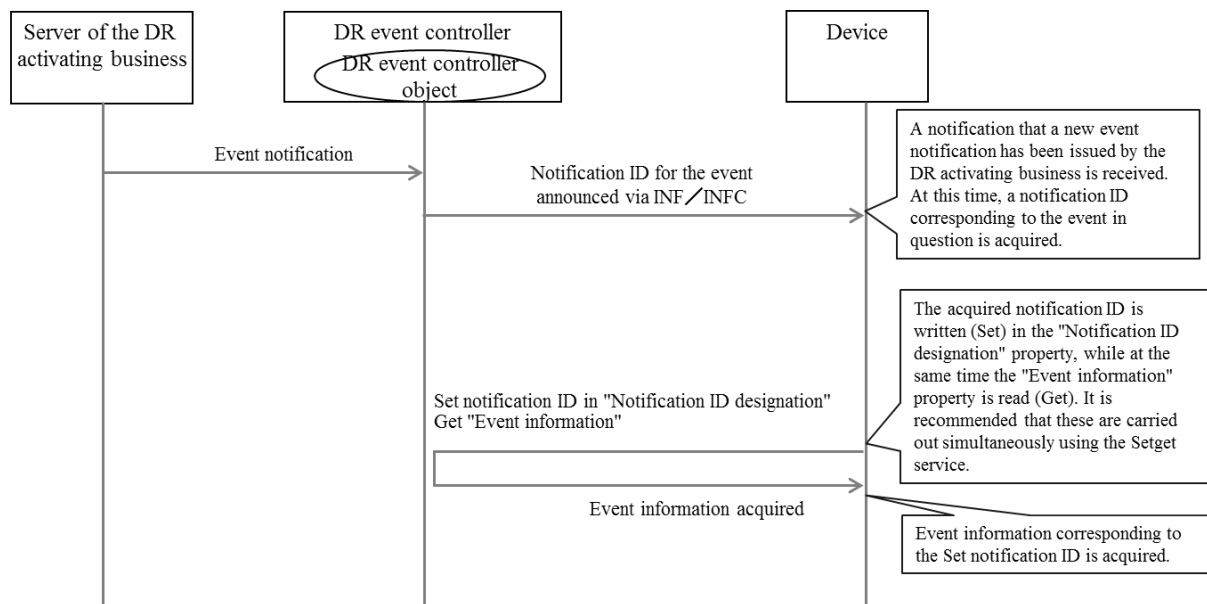 Server of the DR
activating business
DR event controller
DR event controller
object
Device
Event notification
Notification ID for the event
announced via INF／INFC
A notification that a new event
notification has been issued by the
DR activating business is received.
At this time, a notification ID
corresponding to the event in
question is acquired.
The acquired notification ID is
written (Set) in the "Notification ID
designation" property, while at the
same time the "Event information"
property is read (Get). It is
recommended that these are carried
out simultaneously using the Setget
service.
Set notification ID in "Notification ID designation"
Get "Event information"
Event information acquired
Event information corresponding to
the Set notification ID is acquired.